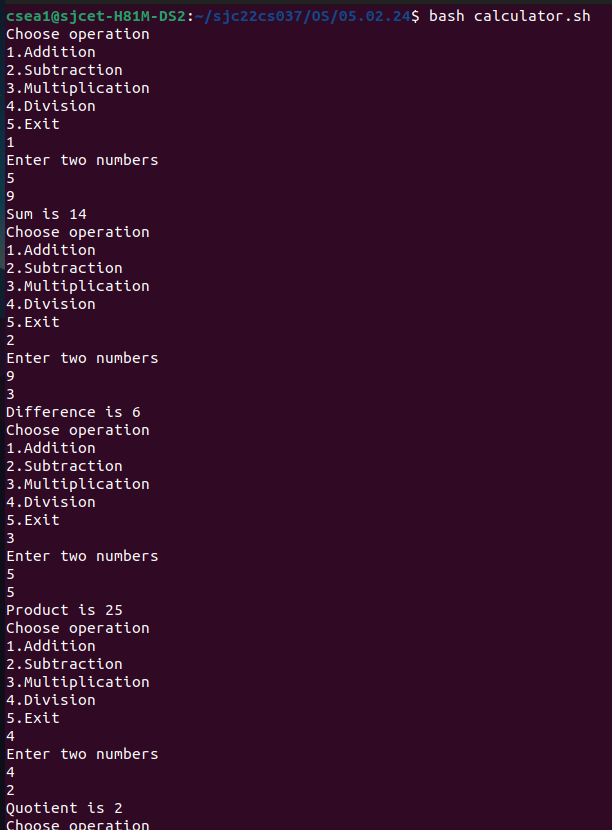 csea1@sjcet-H81M-DS2:~/sjc22cs037/OS/05.02.24$ bash calculator.sh
Choose operation
1.Addition
2.Subtraction
3.Multiplication
4.Division
5.Exit
1
Enter two numbers
5
9
Sum is 14
Choose operation
1.Addition
2.Subtraction
3.Multiplication
4.Division
5.Exit
2
Enter two numbers
9
3
Difference is 6
Choose operation
1.Addition
2.Subtraction
3.Multiplication
4.Division
5.Exit
3
Enter two numbers
5
5
Product is 25
Choose operation
1.Addition
2.Subtraction
3.Multiplication
4.Division
5.Exit
4
Enter two numbers
4
2
Quotient is 2
Choose operation